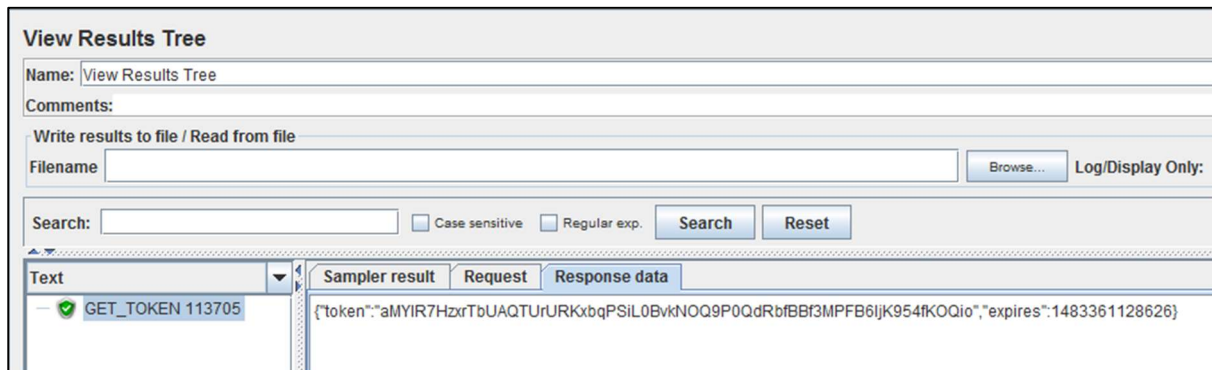 View Results Tree
Name: View Results Tree
Comments:
Write results to file / Read from file
Filename Browse... Log/Display Only:
Search: Case sensitive Regular exp. Search Reset
Text Sampler result Request Response data
GET_TOKEN 113705
{"token":"aMYIR7HzxrTbUAQTUrURKxbqPSiL0BvkNOQ9P0QdRbfBBf3MPFB6IjK954fKOQio","expires":1483361128626}